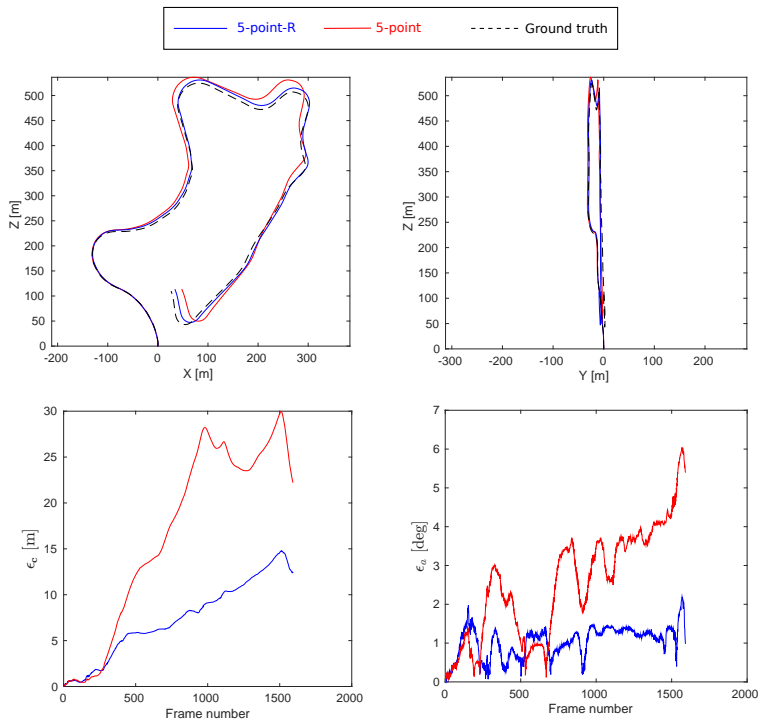 5-point-R 5-point Ground truth
500
450
400
350
300
250
200
150
100
50
0
Z [m]
-200 -100 0 100 200 300
X [m]
500
450
400
350
300
250
200
150
100
50
0
Z [m]
-300 -200 -100 0 100 200
Y [m]
30
25
20
15
10
5
0
ϵc [m]
0 500 1000 1500 2000
Frame number
7
6
5
4
3
2
1
0
ϵa [deg]
0 500 1000 1500 2000
Frame number